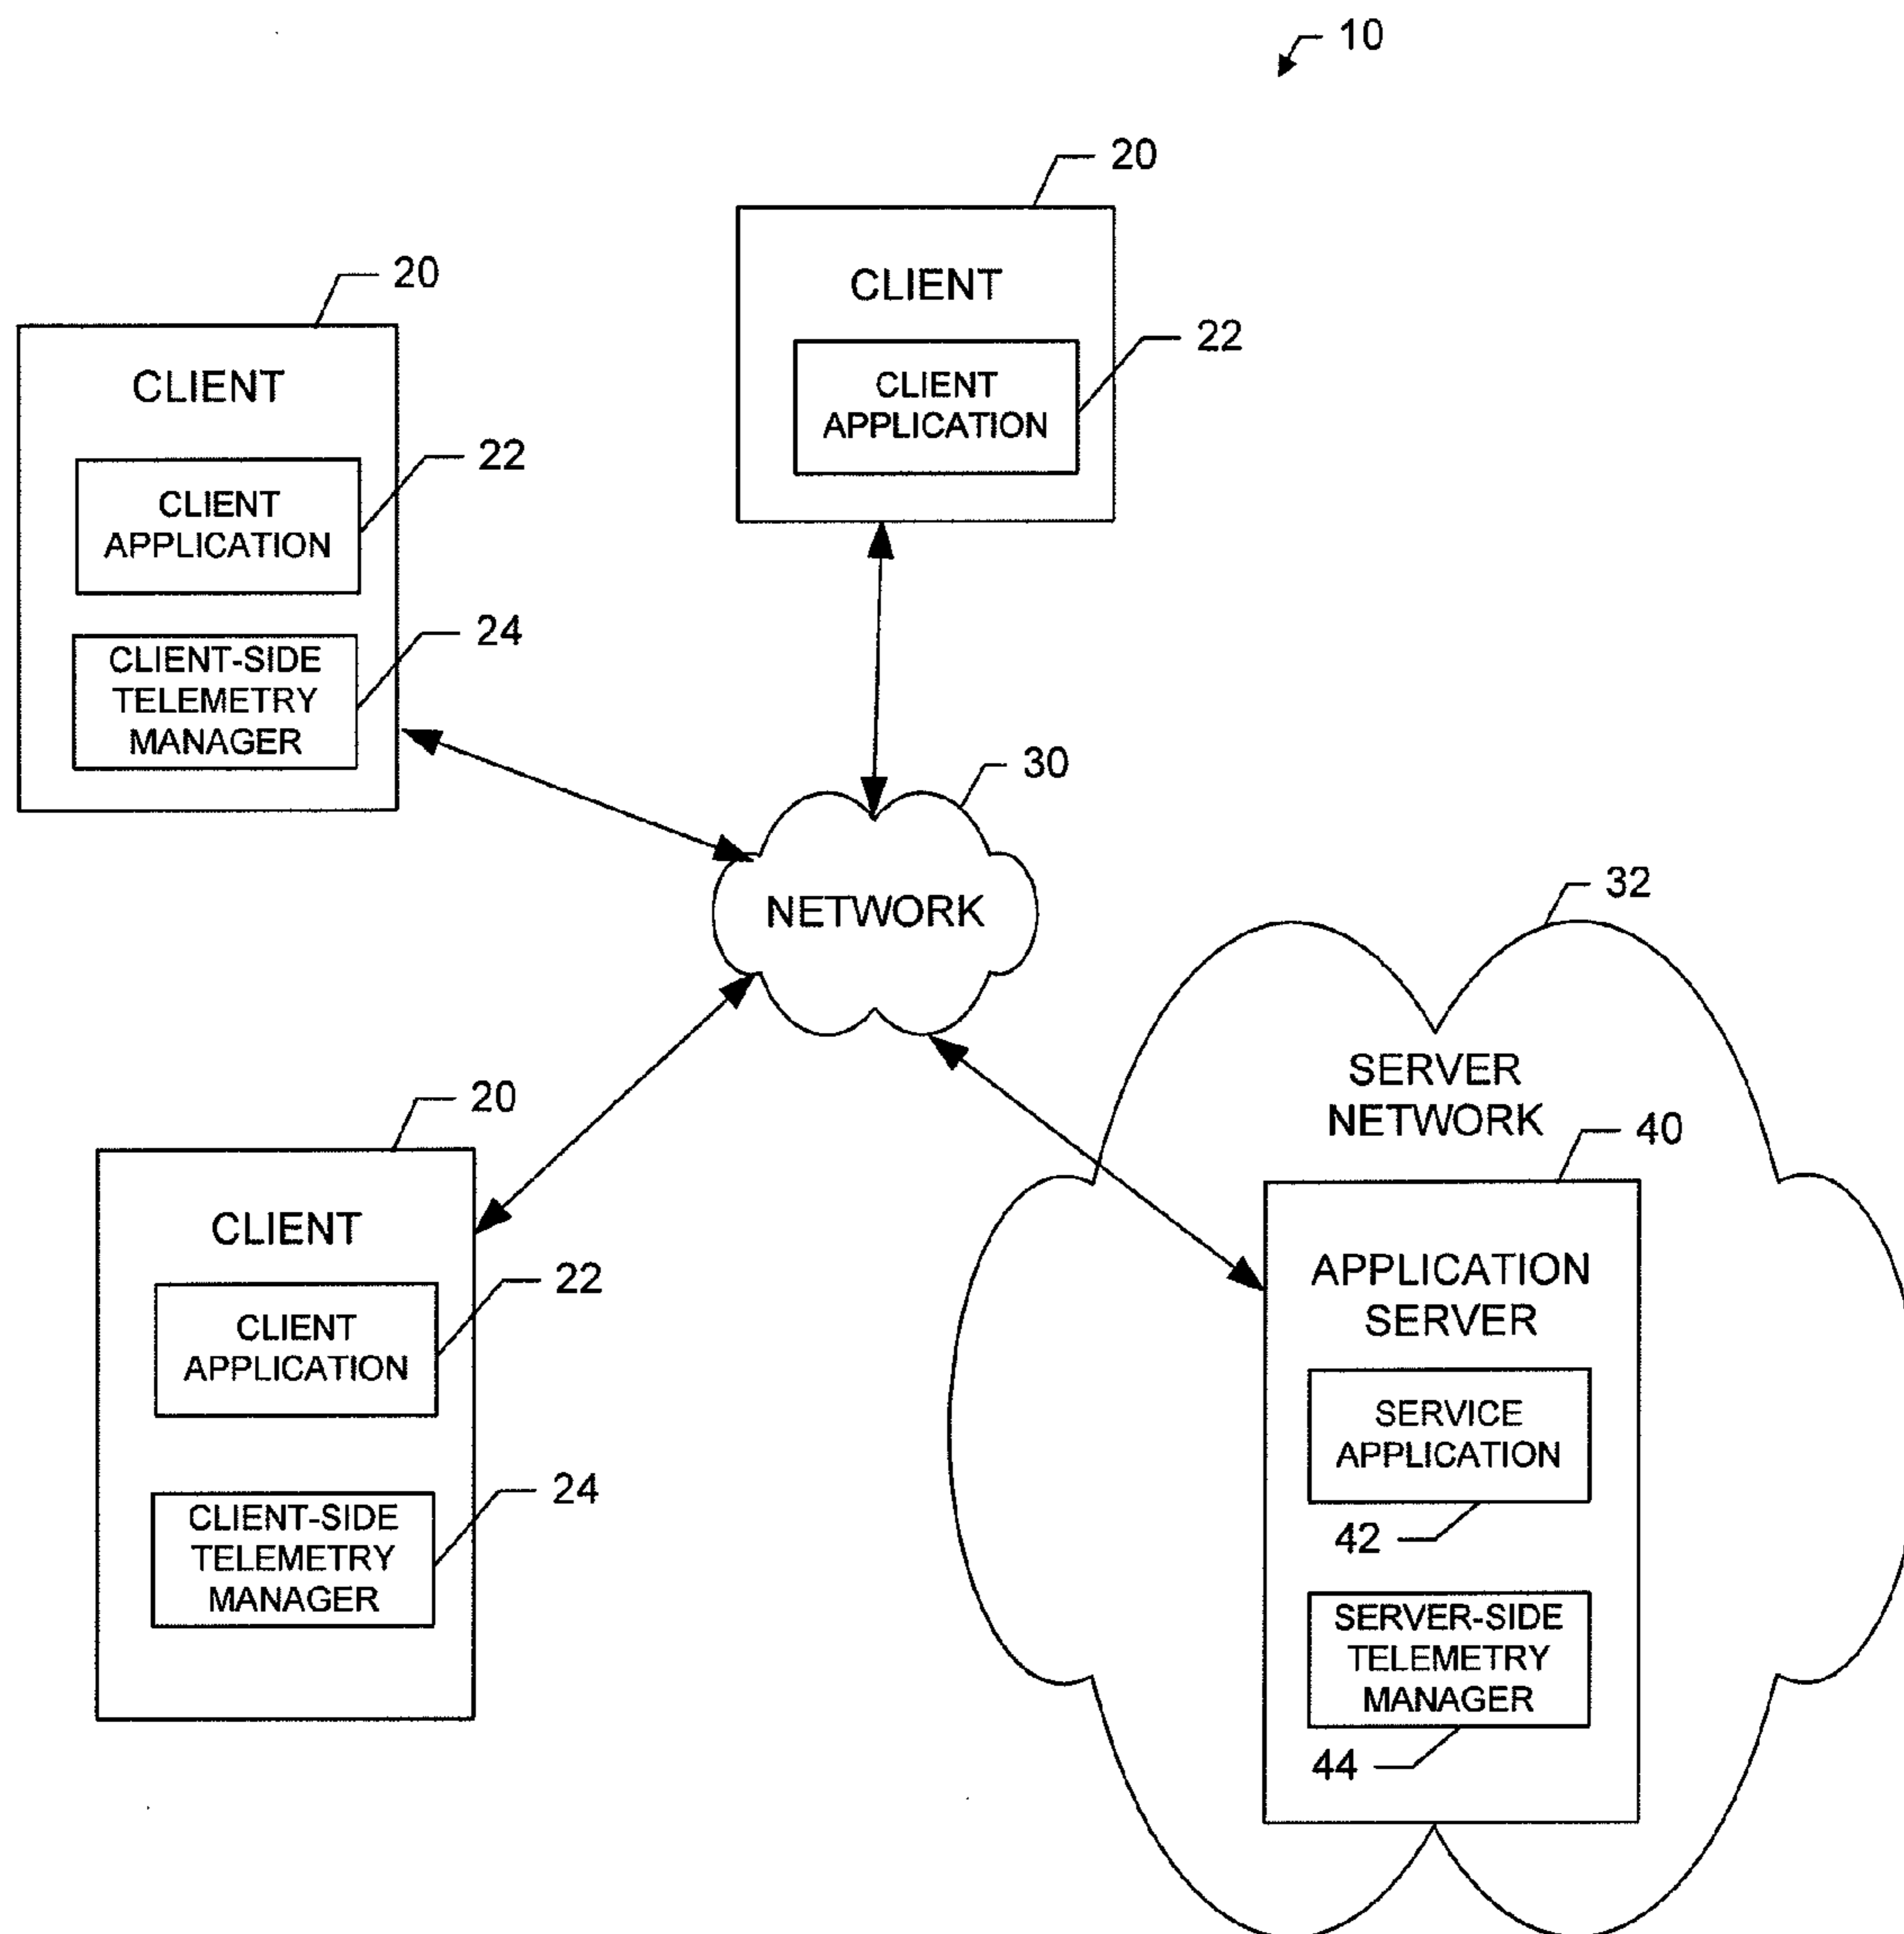 10
20
CLIENT
22
CLIENT
APPLICATION
20
CLIENT
22
CLIENT
APPLICATION
24
CLIENT-SIDE
TELEMETRY
MANAGER
30
NETWORK
32
SERVER
NETWORK
40
APPLICATION
SERVER
SERVICE
APPLICATION
42
SERVER-SIDE
TELEMETRY
MANAGER
44
20
CLIENT
22
CLIENT
APPLICATION
24
CLIENT-SIDE
TELEMETRY
MANAGER